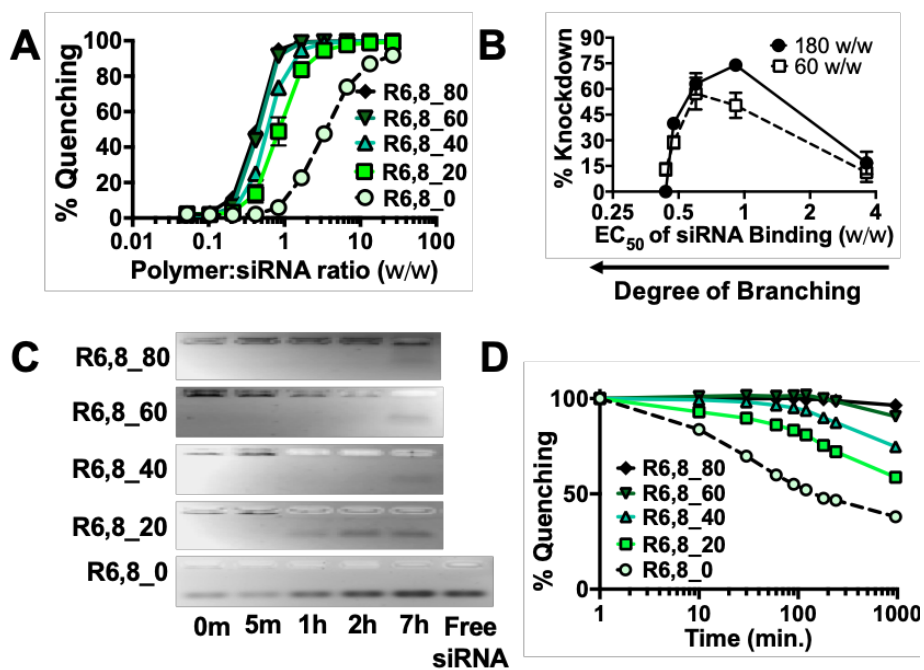 A
% Quenching
100
80
60
40
20
0
0.01
0.1
1
10
100
Polymer:siRNA ratio (w/w)
R6,8_80
R6,8_60
R6,8_40
R6,8_20
R6,8_0
B
% Knockdown
90
75
60
45
30
15
0
0.25
0.5
1
2
4
180 w/w
60 w/w
EC50 of siRNA Binding (w/w)
Degree of Branching
C
R6,8_80
R6,8_60
R6,8_40
R6,8_20
R6,8_0
0m 5m 1h 2h 7h Free
siRNA
D
% Quenching
100
50
0
1
10
100
1000
R6,8_80
R6,8_60
R6,8_40
R6,8_20
R6,8_0
Time (min.)